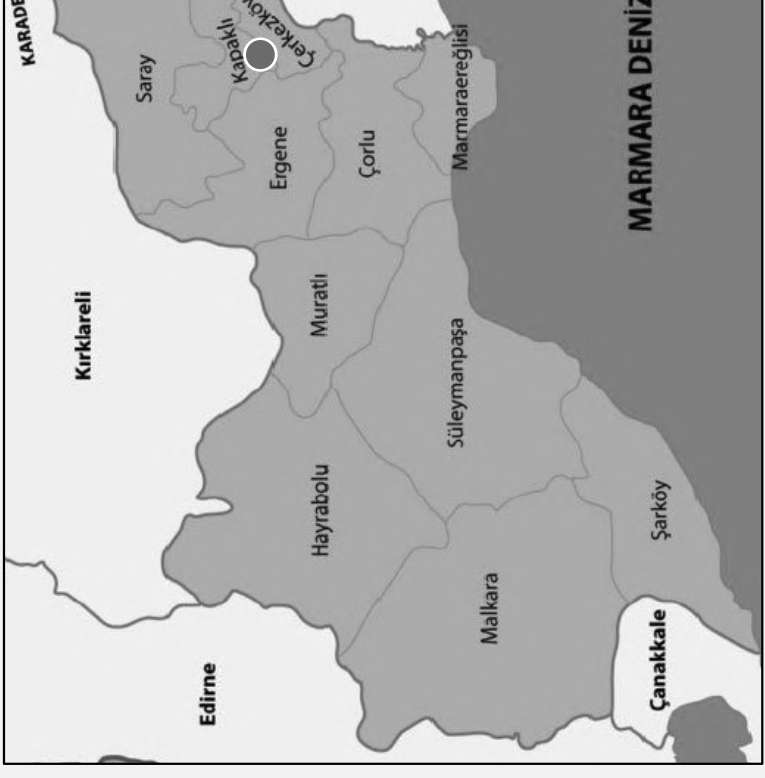 KARADE
Kırklareli
Saray
Edirne
Kapaklı
Çerkezköy
Ergene
Muratlı
Hayrabolu
Çorlu
Süleymanpaşa
Marmaraereğlisi
Malkara
MARMARA DENİZ
Çanakkale
Şarköy